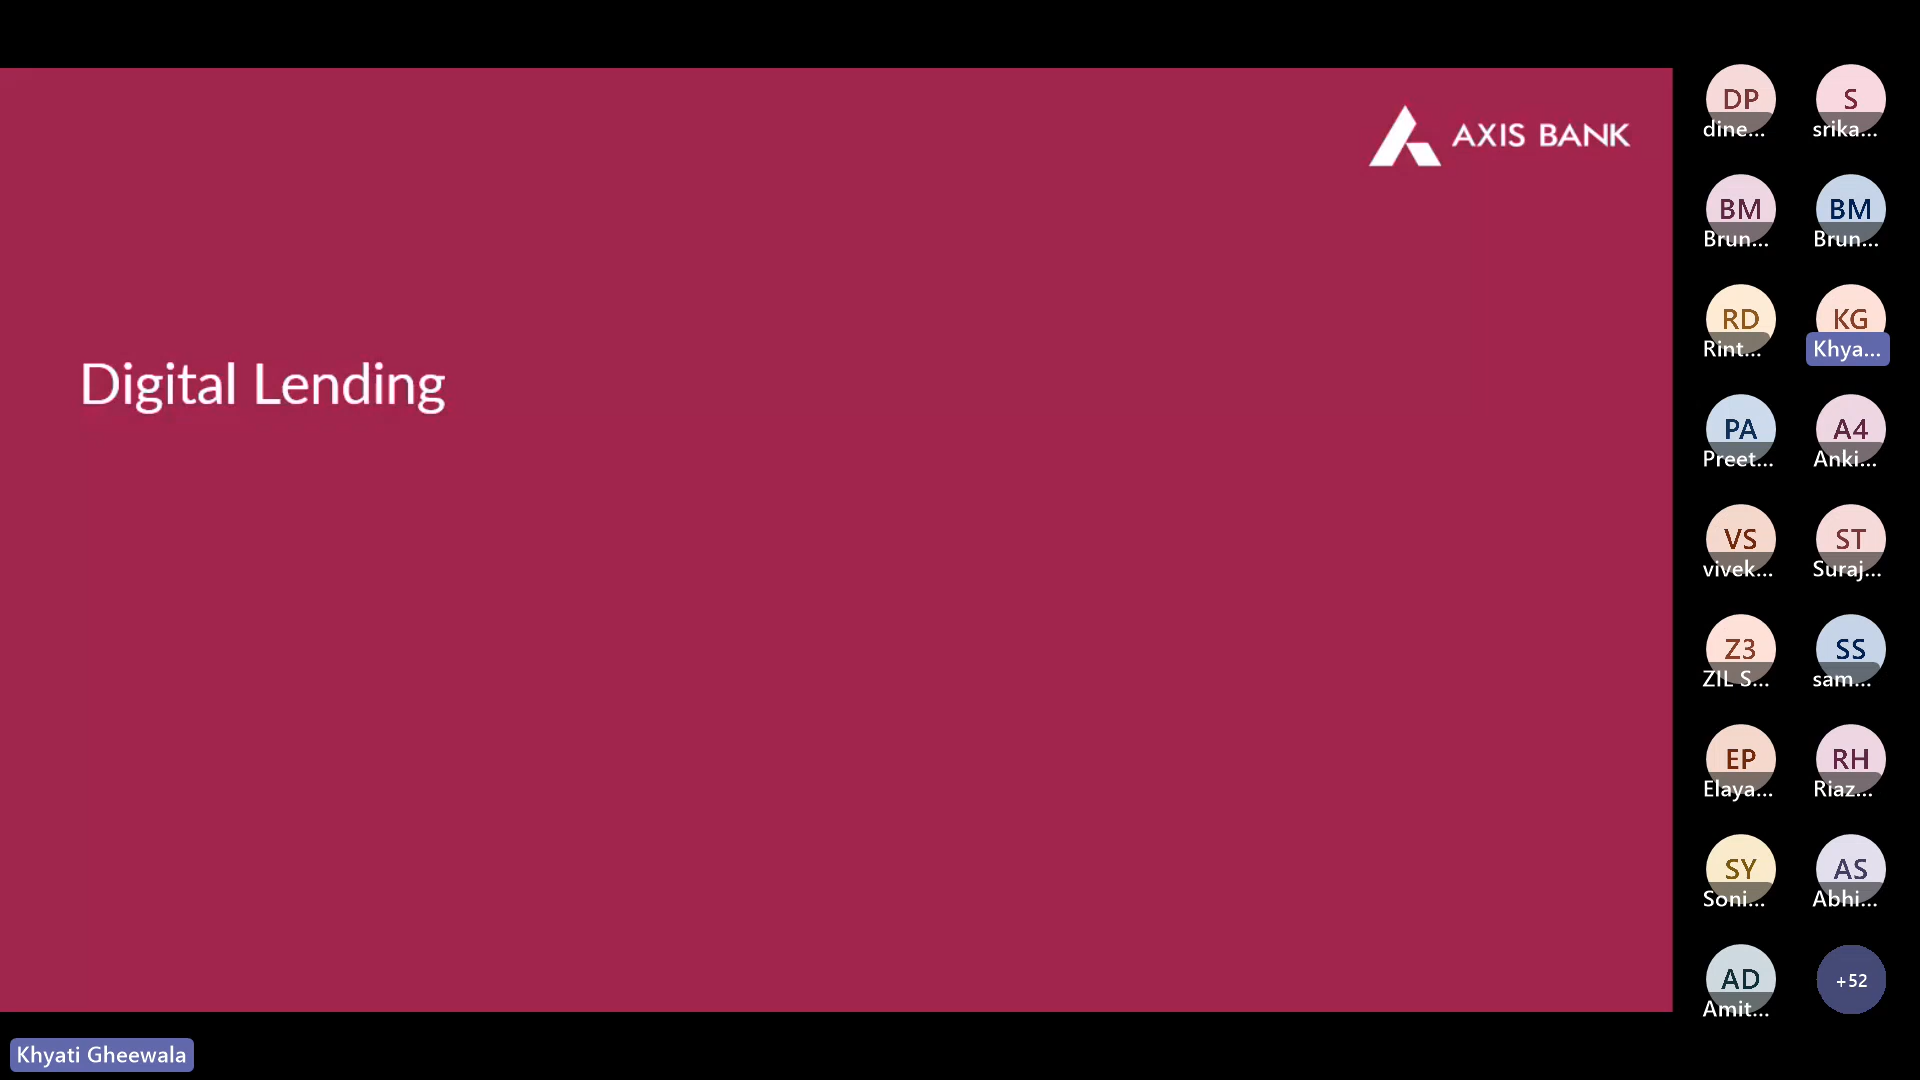 AXIS BANK
Digital Lending
DP
dine...
S
srika...
BM
Brun...
BM
Brun...
RD
Rint...
KG
Khya...
PA
Preet...
A4
Anki...
VS
vivek...
ST
Suraj...
Z3
ZIL S...
SS
sam...
EP
Elaya...
RH
Riaz...
SY
Soni...
AS
Abhi...
AD
Amit...
+52
Khyati Gheewala